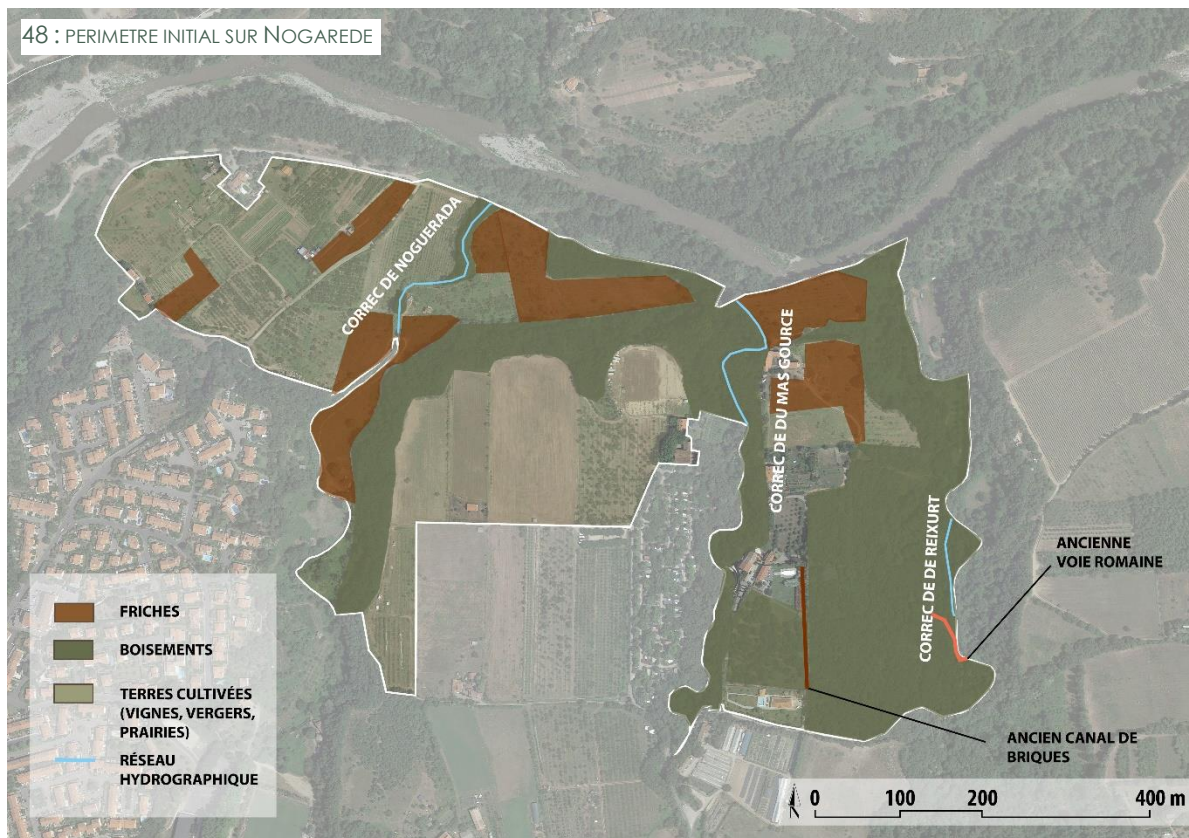 48 : PERIMETRE INITIAL SUR NOGAREDE
CORREC DE NOGUERADA
CORREC DE DU MAS GOURCE
CORREC DE DE REIXURT
ANCIENNE
VOIE ROMAINE
ANCIEN CANAL DE
BRIQUES
FRICHES
BOISEMENTS
TERRES CULTIVÉES
(VIGNES, VERGERS,
PRAIRIES)
RÉSEAU
HYDROGRAPHIQUE
0 100 200 400 m